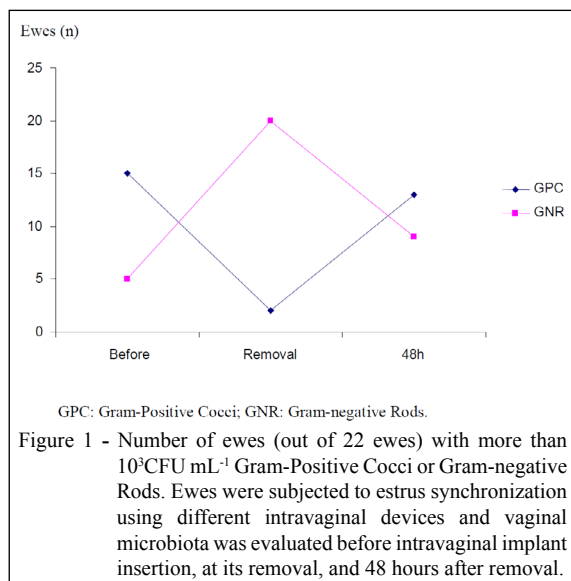 Ewes (n)
25
20
15
10
5
0
Before Removal 48h
GPC
GNR
GPC: Gram-Positive Cocci; GNR: Gram-negative Rods.
Figure 1 - Number of ewes (out of 22 ewes) with more than
10³CFU mL⁻¹ Gram-Positive Cocci or Gram-negative
Rods. Ewes were subjected to estrus synchronization
using different intravaginal devices and vaginal
microbiota was evaluated before intravaginal implant
insertion, at its removal, and 48 hours after removal.